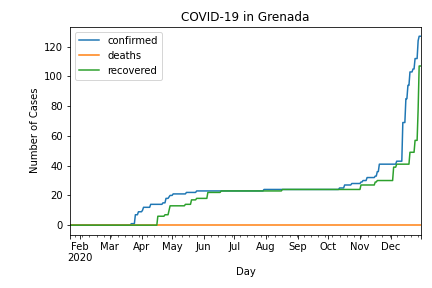 COVID-19 in Grenada
confirmed
deaths
recovered
Number of Cases
120
100
80
60
40
20
0
Feb Mar Apr May Jun Jul Aug Sep Oct Nov Dec
2020
Day